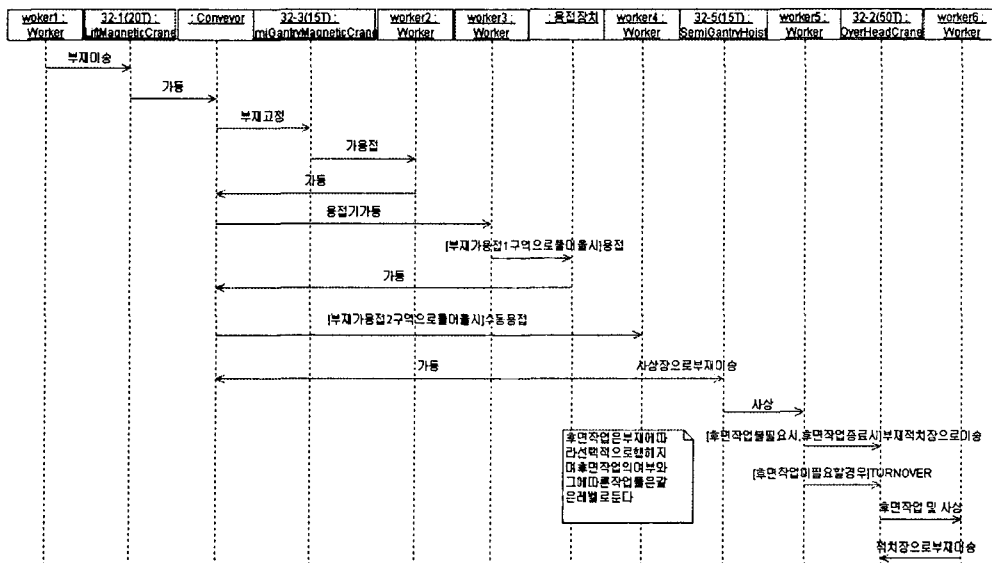 woker1 :
Worker
32-1(20T) :
LiftMagneticCrane
: Conveyor
32-3(15T) :
miGantryMagneticCrane
worker2 :
Worker
worker3 :
Worker
: 용접장치
worker4 :
Worker
32-5(15T) :
SemiGantryHoist
worker5 :
Worker
32-2(50T) :
OverHeadCrane
worker6 :
Worker
부재이송
가동
부재고정
가용접
가동
용접기가동
[부재가용접1구역으로들어올시]용접
가동
[부재가용접2구역으로들어올시]수동용접
가동
사상장으로부재이송
사상
[후면작업불필요시,후면작업종료시]부재적치장으로이송
[후면작업이필요할경우]TURNOVER
후면작업 및 사상
적치장으로부재이송
후면작업은부재에따
라선택적으로행해지
며후면작업의여부와
그에따른작업들은같
은레벨로둔다